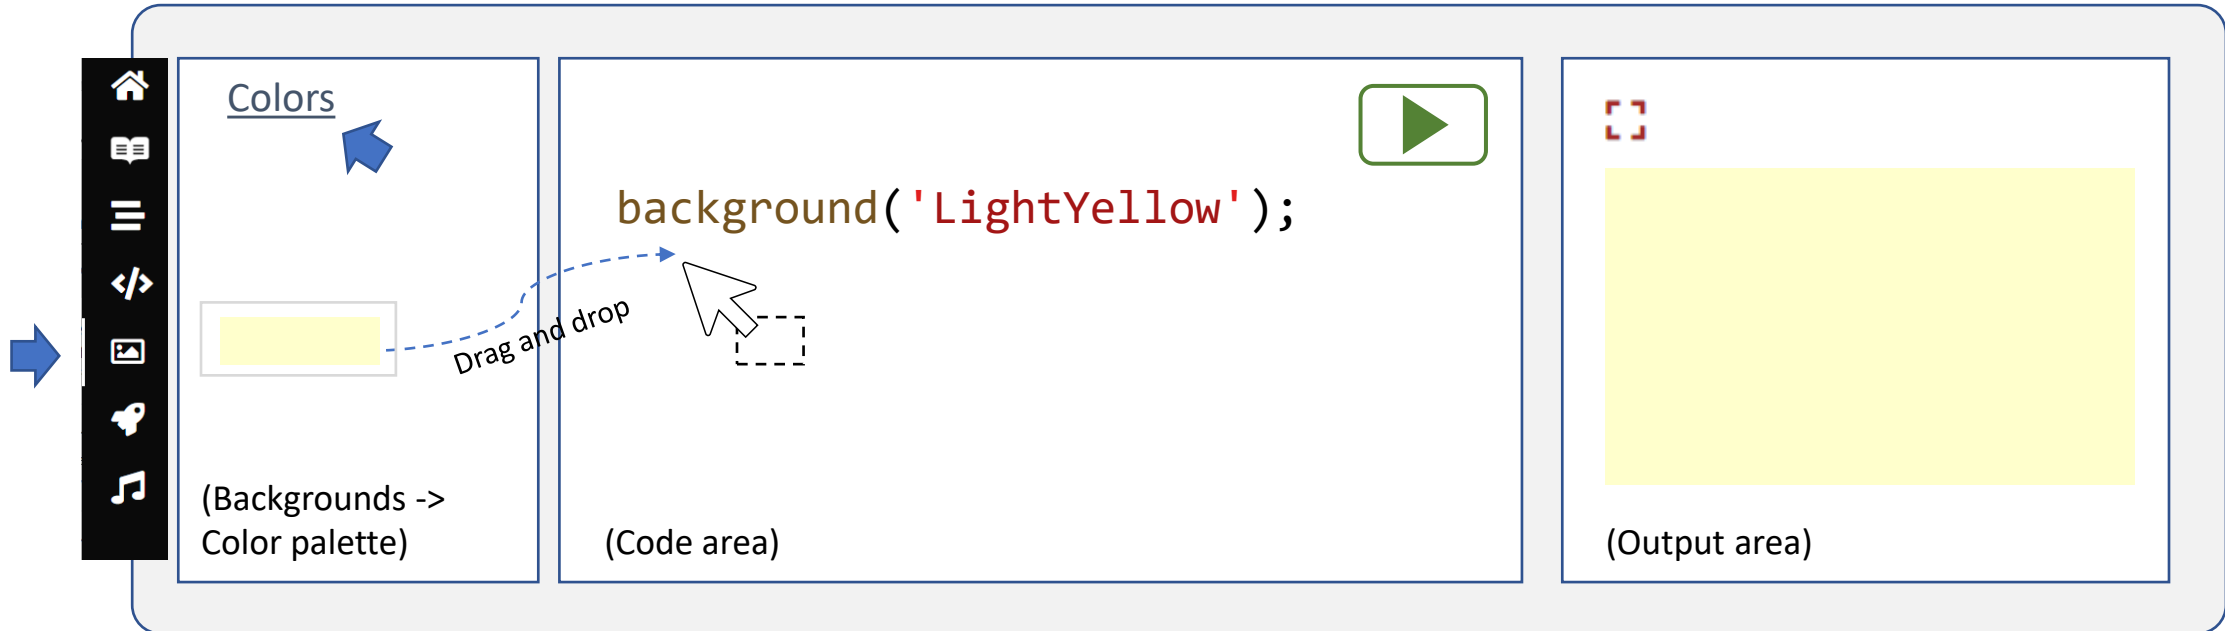 Colors
background('LightYellow');
Drag and drop
(Backgrounds ->
Color palette)
(Code area)
(Output area)